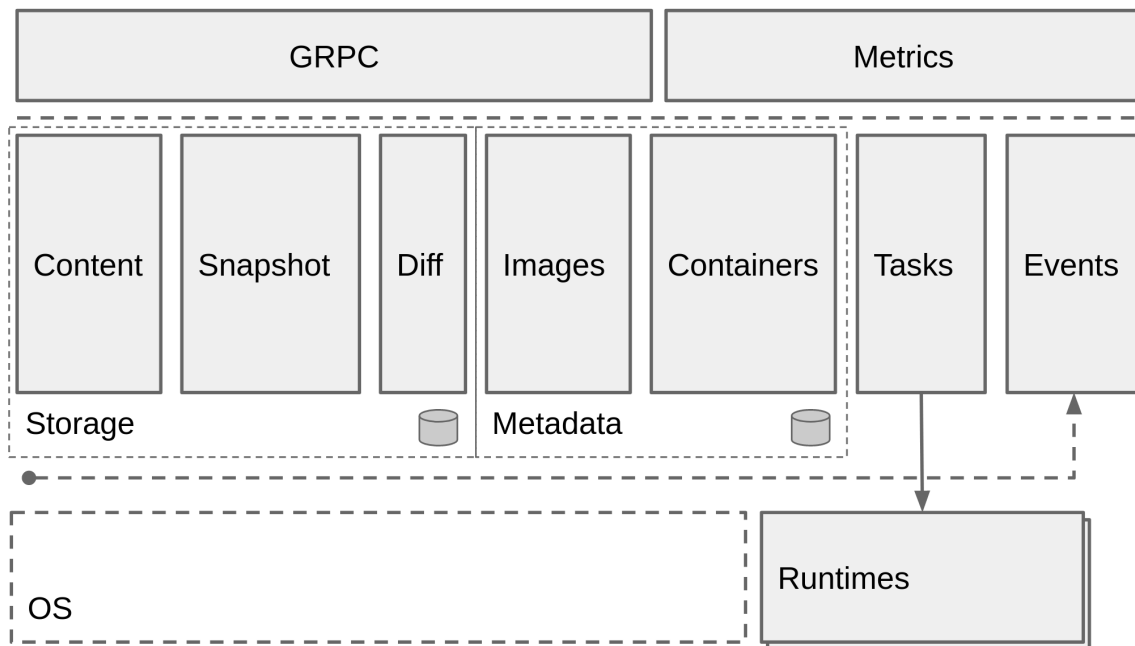 GRPC
Metrics
Content
Snapshot
Diff
Images
Containers
Tasks
Events
Storage
Metadata
OS
Runtimes